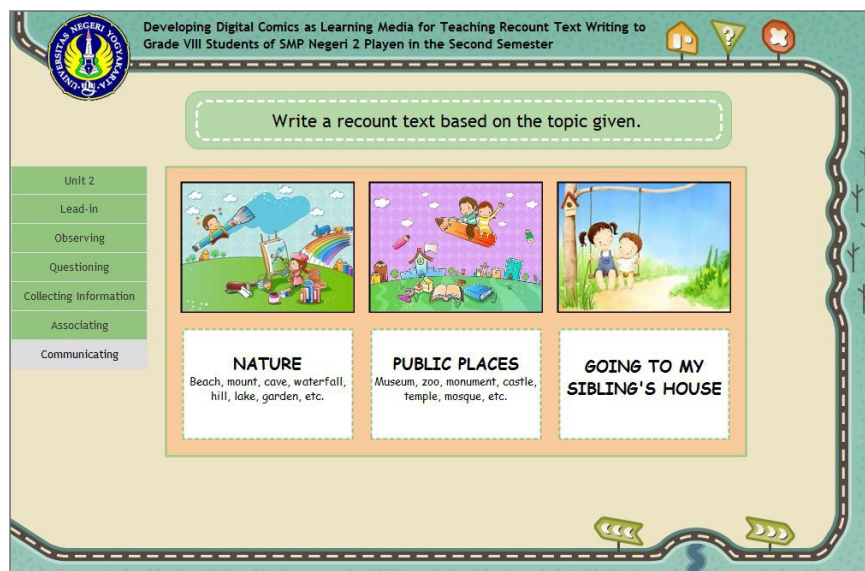 UNIVERSITAS NEGERI YOGYAKARTA
Developing Digital Comics as Learning Media for Teaching Recount Text Writing to
Grade VIII Students of SMP Negeri 2 Playen in the Second Semester
?
Write a recount text based on the topic given.
Unit 2
Lead-in
Observing
Questioning
Collecting Information
Associating
Communicating
NATURE
Beach, mount, cave, waterfall,
hill, lake, garden, etc.
PUBLIC PLACES
Museum, zoo, monument, castle,
temple, mosque, etc.
GOING TO MY
SIBLING'S HOUSE